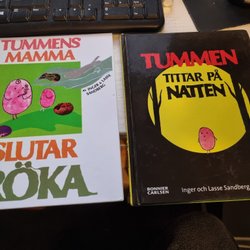 TUMMENS
MAMMA
SLUTAR
RÖKA
TUMMEN
TITTAR PÅ
NATTEN
BONNIER
CARLSEN
Inger och Lasse Sandberg